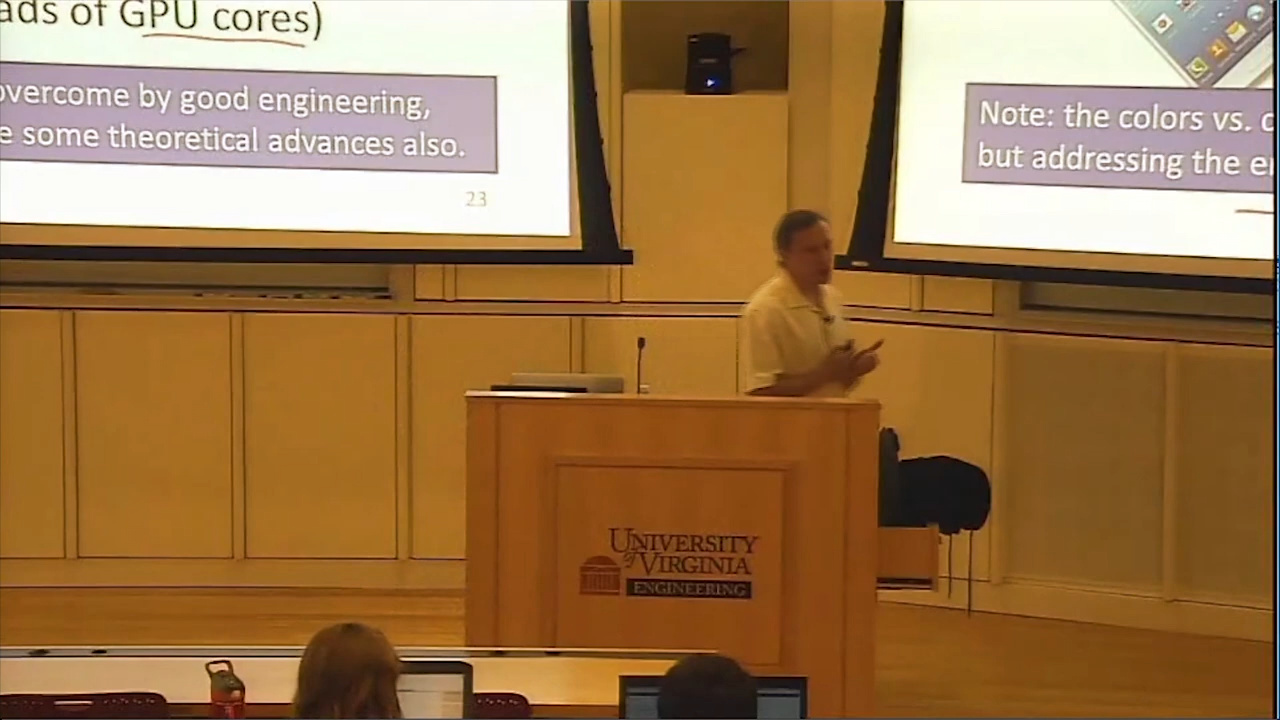 ads of GPU cores)
overcome by good engineering,
e some theoretical advances also.
23
Note: the colors vs. c
but addressing the e
UNIVERSITY
of VIRGINIA
ENGINEERING